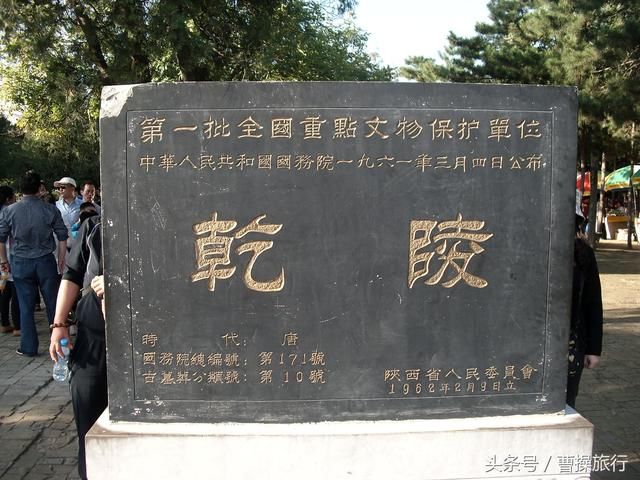 第一批全國重點文物保护單位
中華人民共和國國務院一九六一年三月四日公布
乾 陵
時 代: 唐
國務院總編號: 第171號
古墓葬分類號: 第10號
陝西省人民委員會
1962年2月9日立
头条号 / 曹操旅行